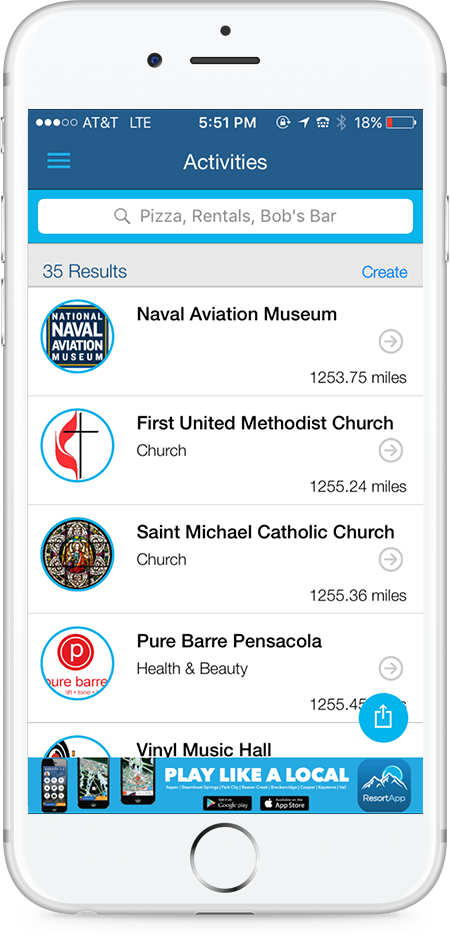 AT&T LTE 5:51 PM 18%
Activities
Pizza, Rentals, Bob's Bar
35 Results Create
NATIONAL
NAVAL
AVIATION
MUSEUM
Naval Aviation Museum
1253.75 miles
First United Methodist Church
Church
1255.24 miles
Saint Michael Catholic Church
Church
1255.36 miles
p
pure barre
lift • tone •
Pure Barre Pensacola
Health & Beauty
1255.45
Vinyl Music Hall
PLAY LIKE A LOCAL
Aspen | Steamboat Springs | Park City | Beaver Creek | Breckenridge | Copper | Keystone | Vail
Get it on
Google play
Available on the
App Store
ResortApp